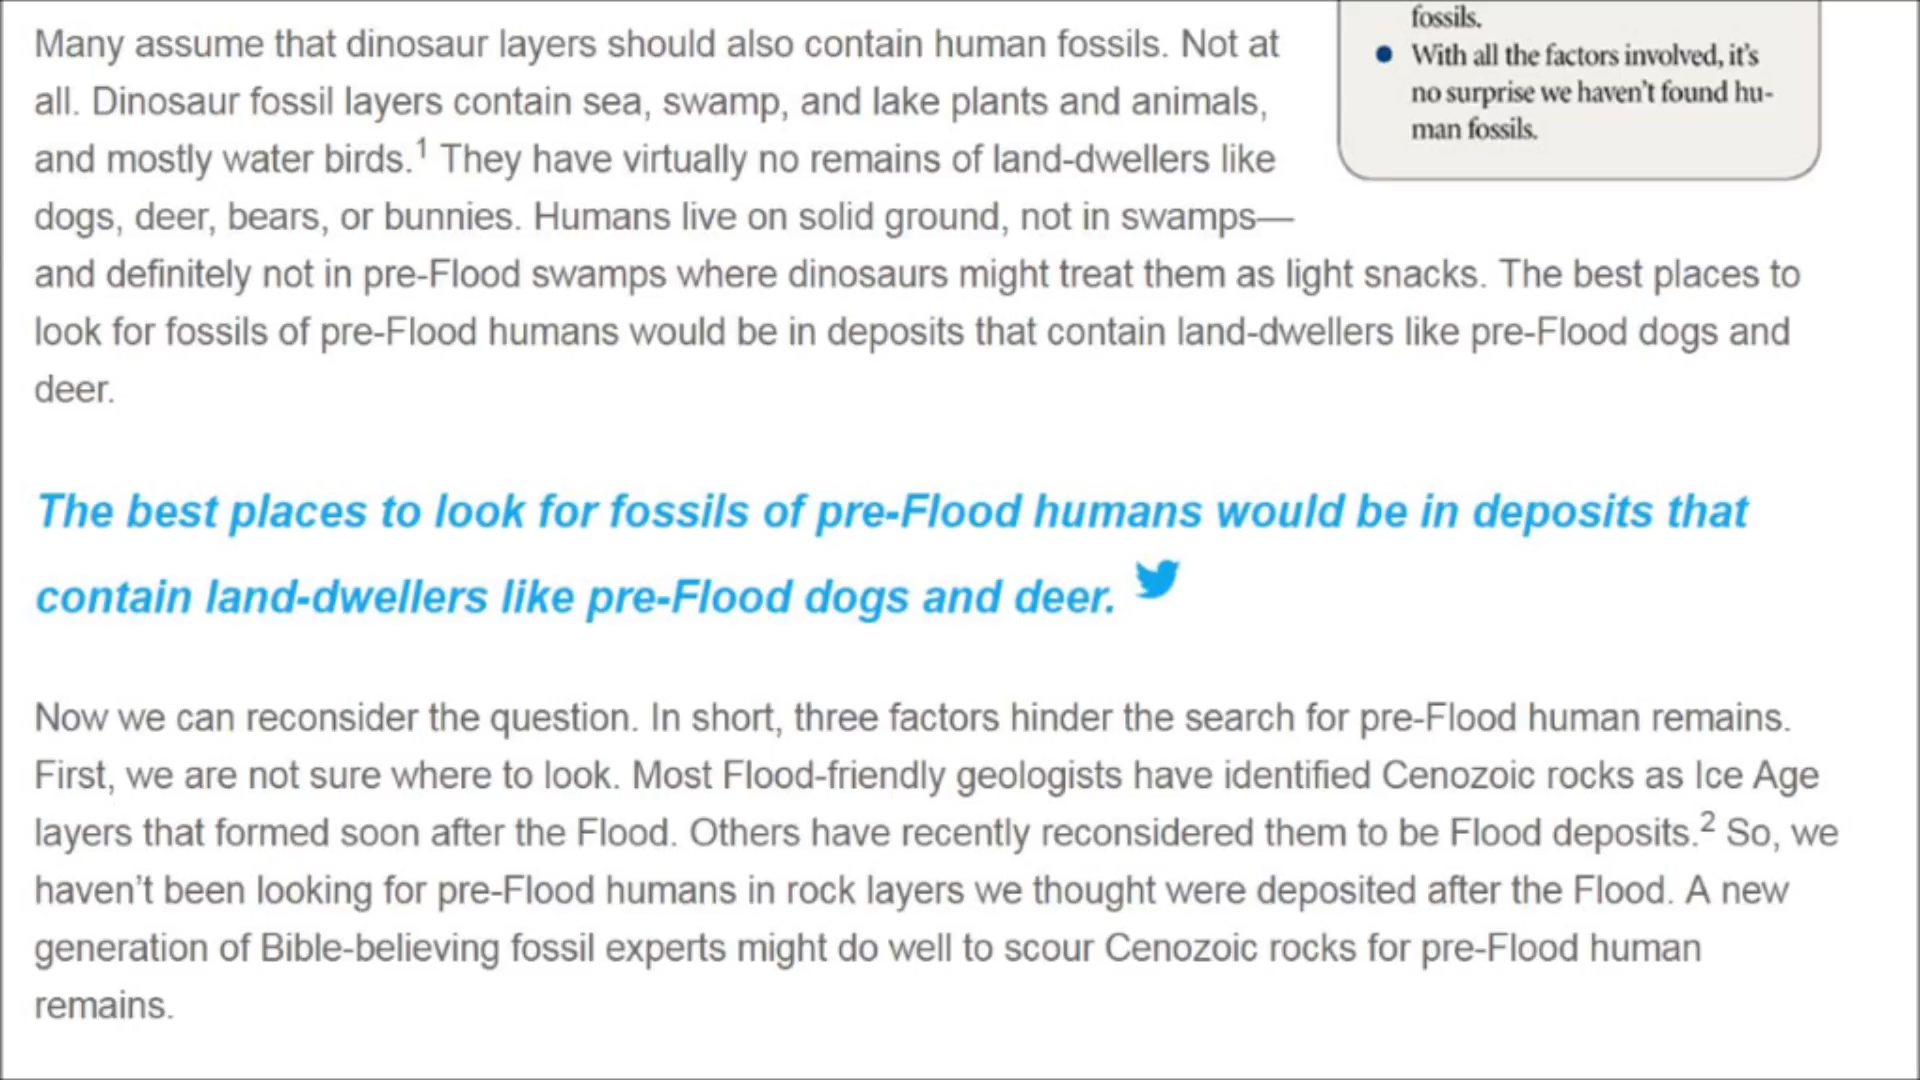 Many assume that dinosaur layers should also contain human fossils. Not at
all. Dinosaur fossil layers contain sea, swamp, and lake plants and animals,
and mostly water birds.1 They have virtually no remains of land-dwellers like
dogs, deer, bears, or bunnies. Humans live on solid ground, not in swamps—
and definitely not in pre-Flood swamps where dinosaurs might treat them as light snacks. The best places to
look for fossils of pre-Flood humans would be in deposits that contain land-dwellers like pre-Flood dogs and
deer.
fossils.
• With all the factors involved, it's
no surprise we haven't found hu-
man fossils.
The best places to look for fossils of pre-Flood humans would be in deposits that
contain land-dwellers like pre-Flood dogs and deer.
Now we can reconsider the question. In short, three factors hinder the search for pre-Flood human remains.
First, we are not sure where to look. Most Flood-friendly geologists have identified Cenozoic rocks as Ice Age
layers that formed soon after the Flood. Others have recently reconsidered them to be Flood deposits.2 So, we
haven't been looking for pre-Flood humans in rock layers we thought were deposited after the Flood. A new
generation of Bible-believing fossil experts might do well to scour Cenozoic rocks for pre-Flood human
remains.